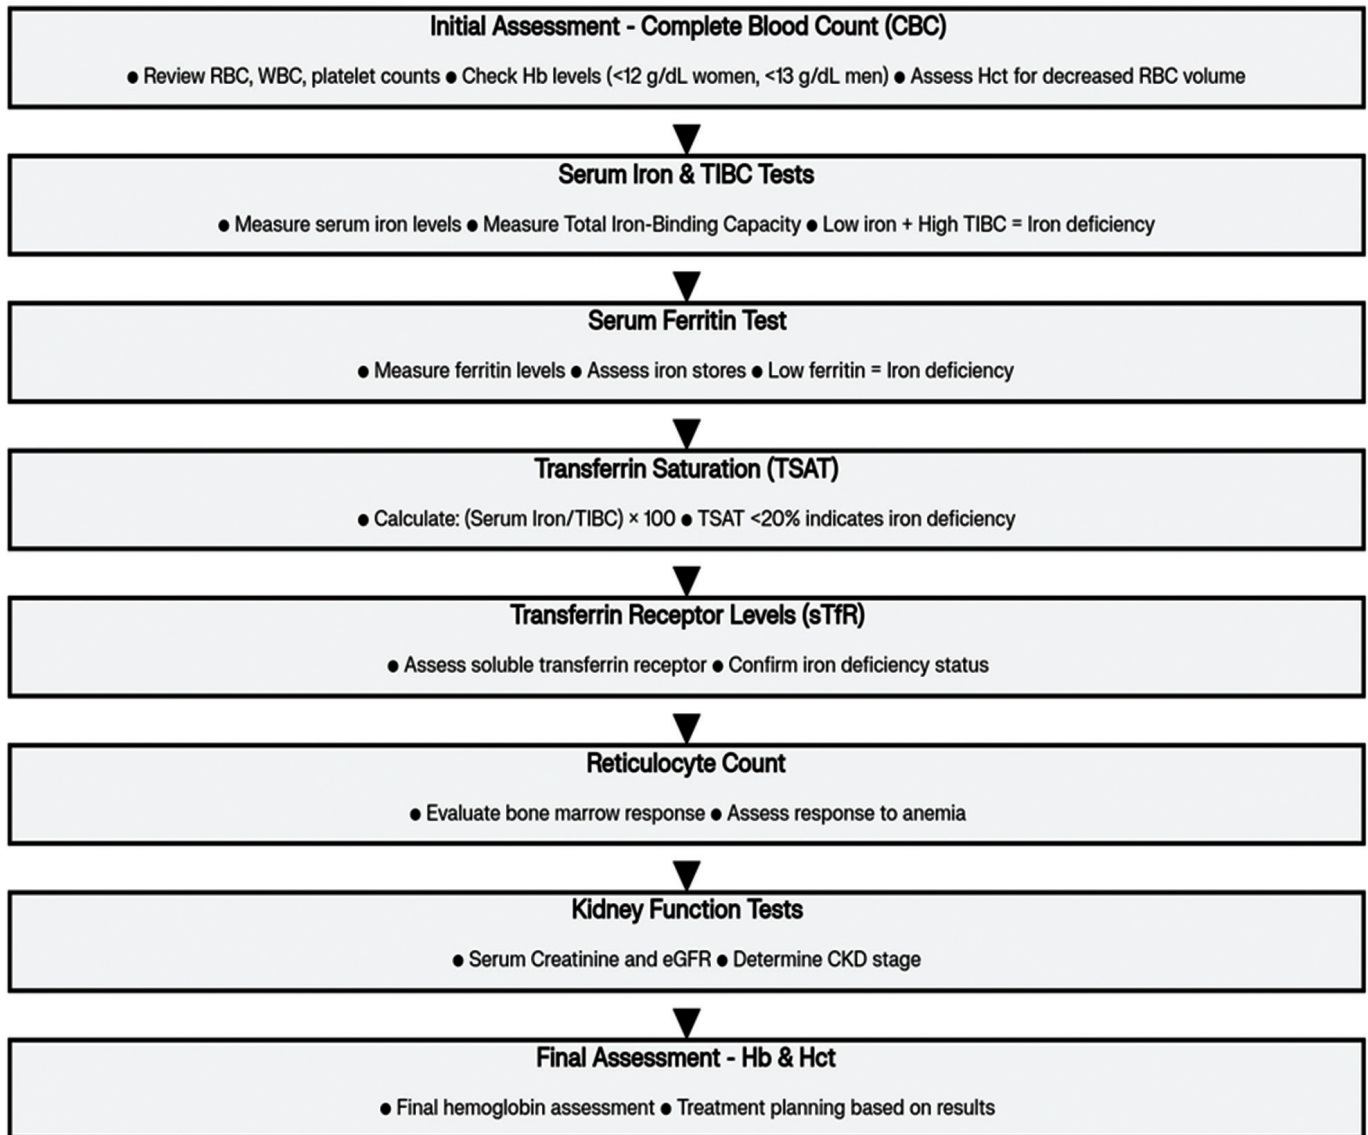 Initial Assessment - Complete Blood Count (CBC)
● Review RBC, WBC, platelet counts ● Check Hb levels (<12 g/dL women, <13 g/dL men) ● Assess Hct for decreased RBC volume
Serum Iron & TIBC Tests
● Measure serum iron levels ● Measure Total Iron-Binding Capacity ● Low iron + High TIBC = Iron deficiency
Serum Ferritin Test
● Measure ferritin levels ● Assess iron stores ● Low ferritin = Iron deficiency
Transferrin Saturation (TSAT)
● Calculate: (Serum Iron/TIBC) × 100 ● TSAT <20% indicates iron deficiency
Transferrin Receptor Levels (sTfR)
● Assess soluble transferrin receptor ● Confirm iron deficiency status
Reticulocyte Count
● Evaluate bone marrow response ● Assess response to anemia
Kidney Function Tests
● Serum Creatinine and eGFR ● Determine CKD stage
Final Assessment - Hb & Hct
● Final hemoglobin assessment ● Treatment planning based on results